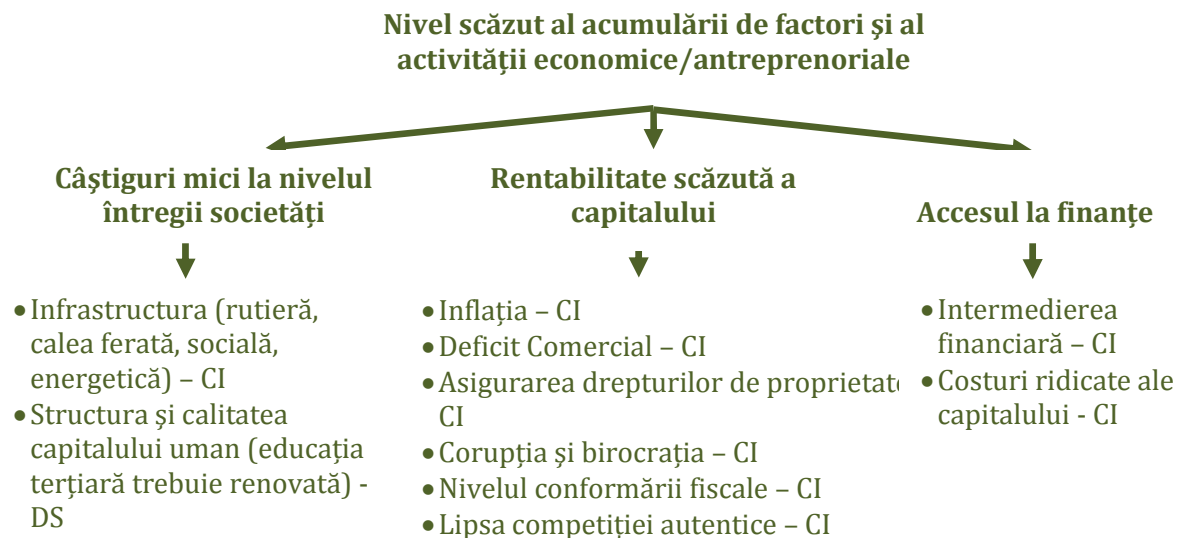 Nivel scăzut al acumulării de factori și al
activității economice/antreprenoriale
Câștiguri mici la nivelul
întregii societăți
• Infrastructura (rutieră,
calea ferată, socială,
energetică) – CI
• Structura și calitatea
capitalului uman (educația
terțiară trebuie renovată) -
DS
Rentabilitate scăzută a
capitalului
• Inflația – CI
• Deficit Comercial – CI
• Asigurarea drepturilor de proprietate
CI
• Corupția și birocrația – CI
• Nivelul conformării fiscale – CI
• Lipsa competiției autentice – CI
Accesul la finanțe
• Intermedierea
financiară – CI
• Costuri ridicate ale
capitalului - CI